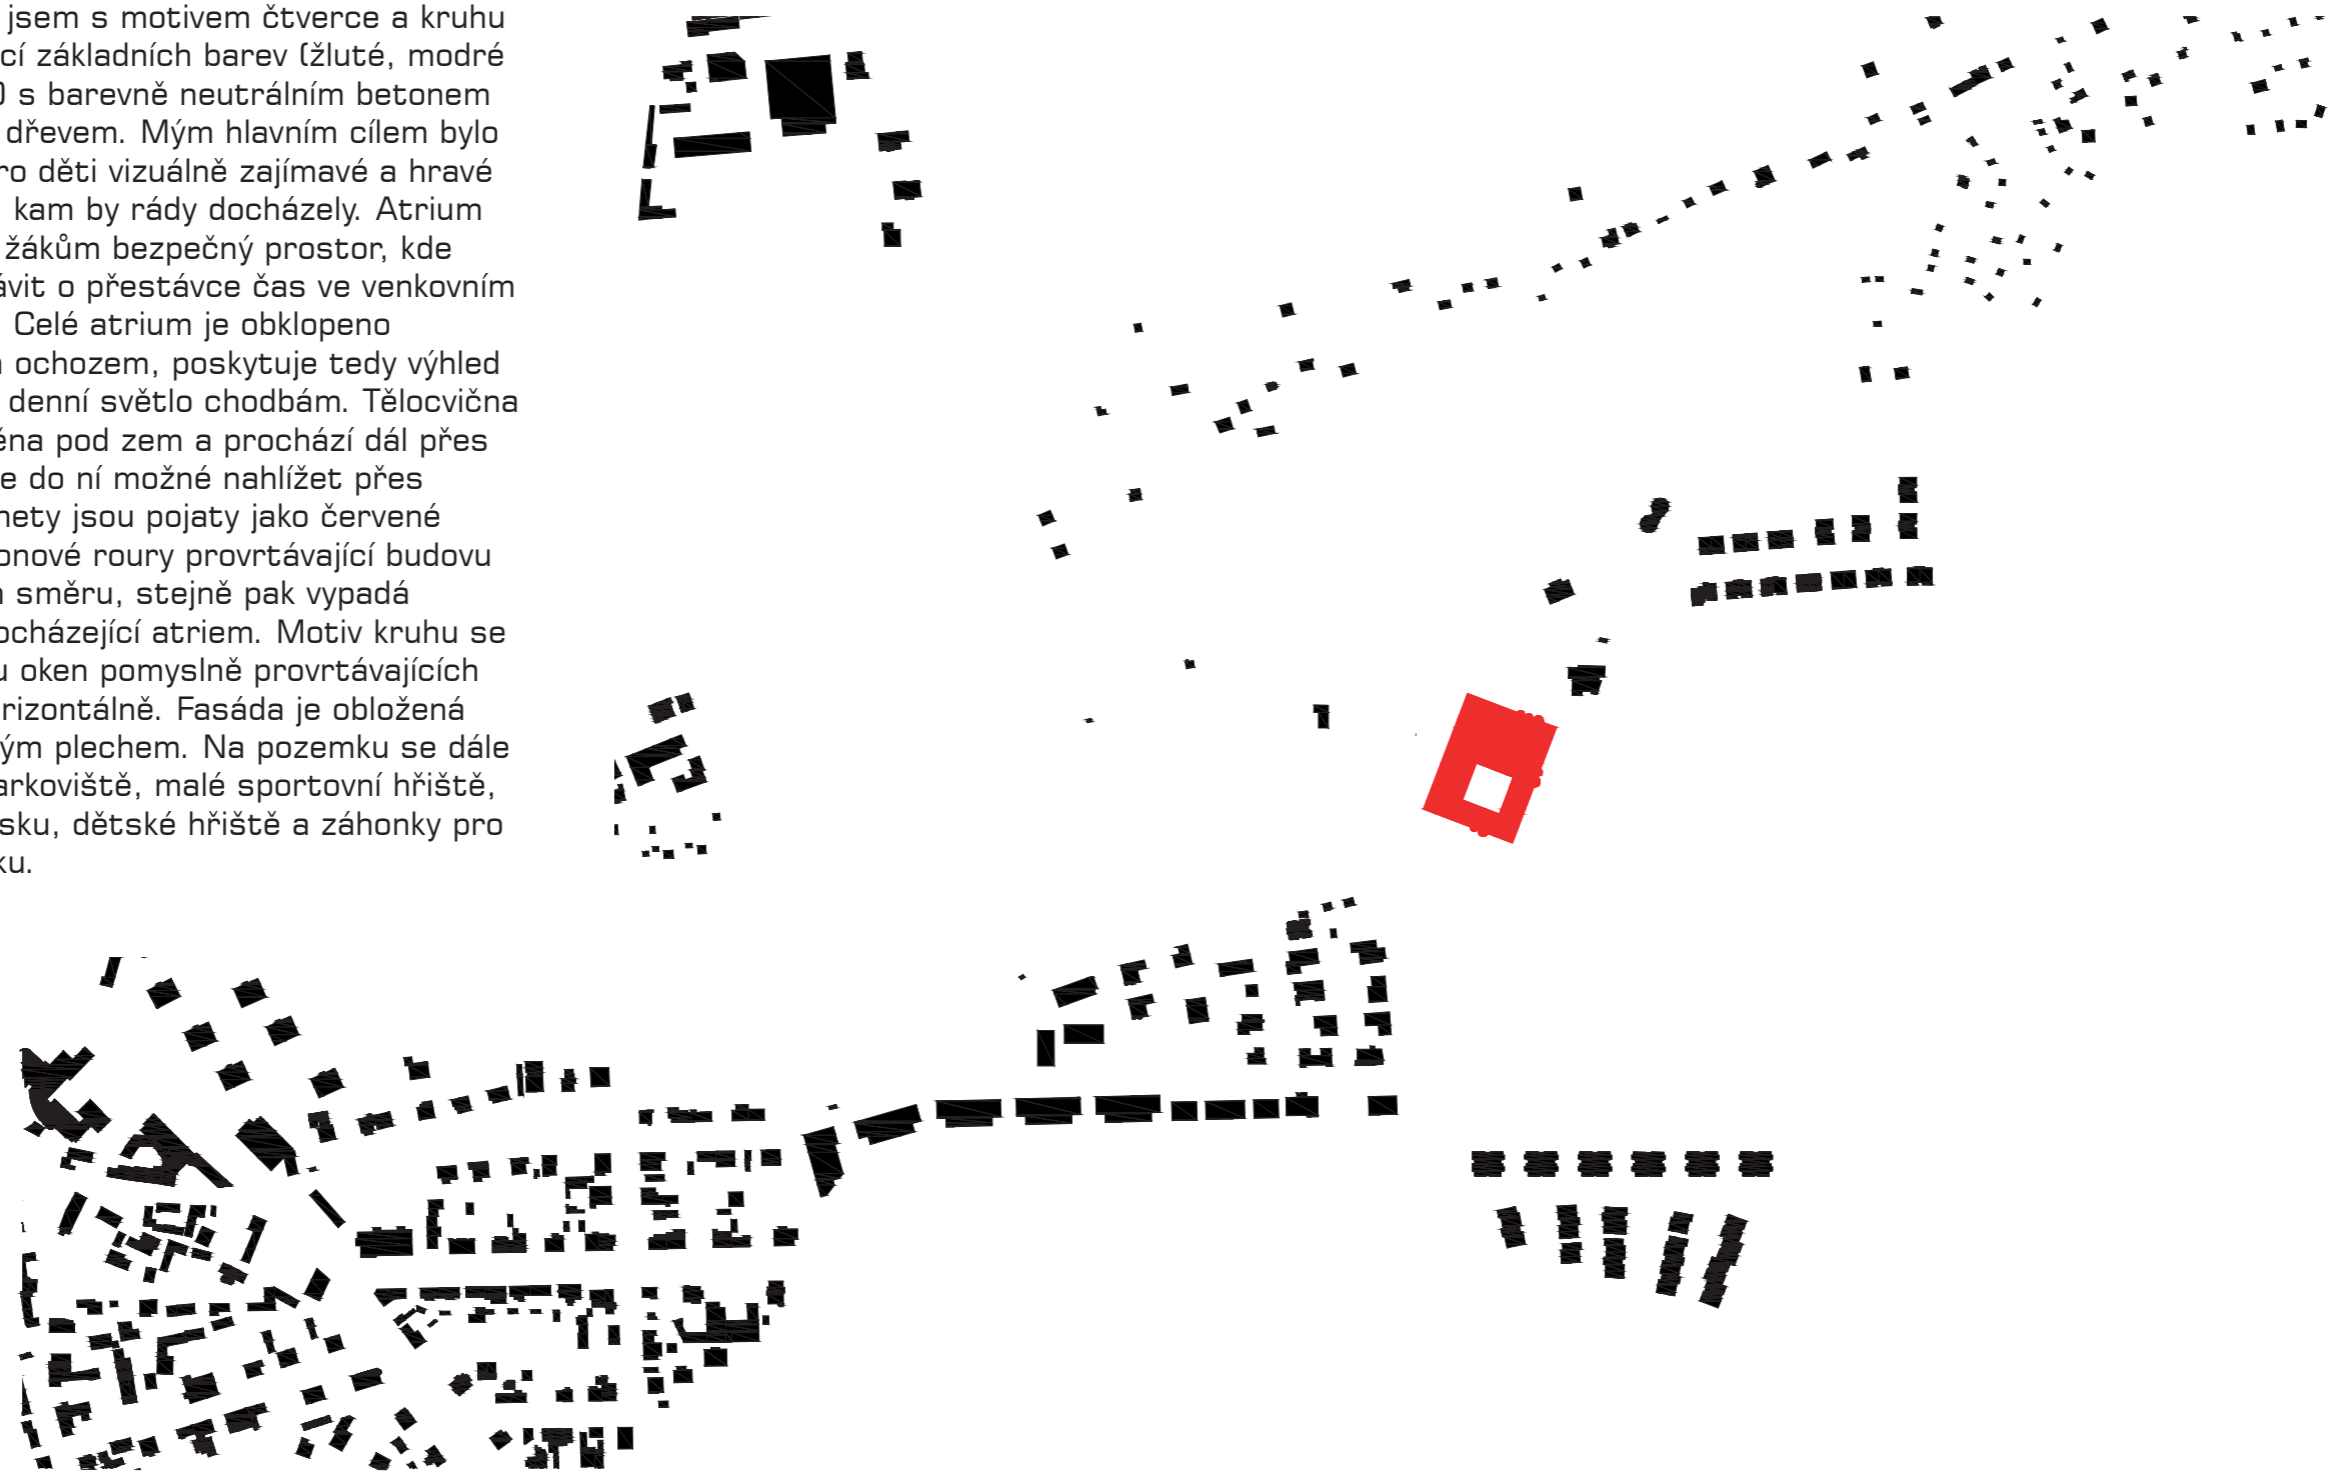 jsem s motivem čtverce a kruhu
cí základních barev (žluté, modré
s barevně neutrálním betonem
dřevem. Mým hlavním cílem bylo
ro děti vizuálně zajímavé a hravé
kam by rády docházely. Atrium
žákům bezpečný prostor, kde
ávit o přestávce čas ve venkovním
Celé atrium je obklopeno
ochozem, poskytuje tedy výhled
denní světlo chodbám. Tělocvična
ěna pod zem a prochází dál přes
e do ní možné nahlížet přes
nety jsou pojaty jako červené
onové roury provrtávající budovu
směru, stejně pak vypadá
ocházející atriem. Motiv kruhu se
u oken pomyslně provrtávajících
rizontálně. Fasáda je obložená
ým plechem. Na pozemku se dále
arkoviště, malé sportovní hřiště,
sku, dětské hřiště a záhonky pro
ku.